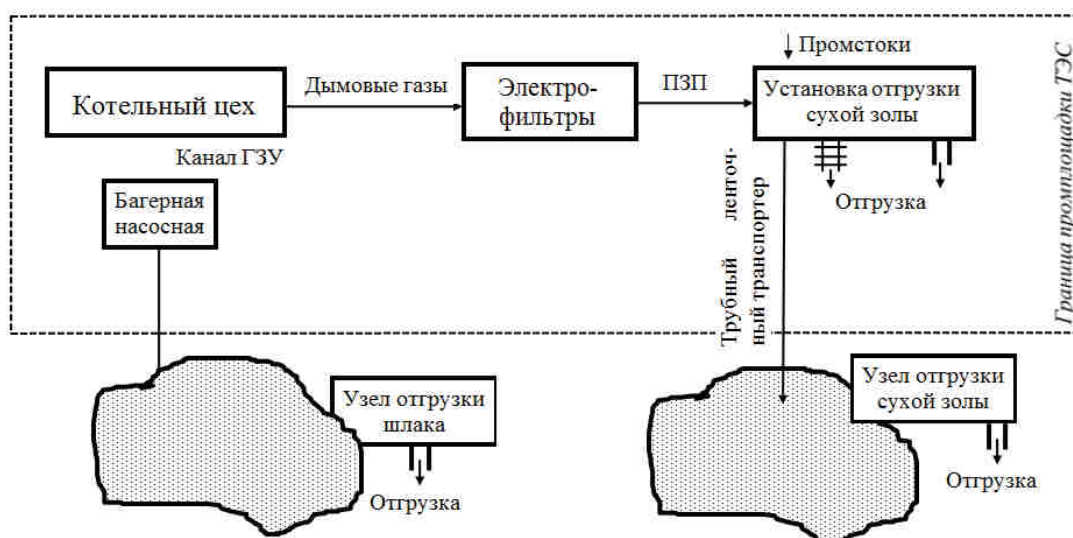 Промстоки
Котельный цех
Дымовые газы
Электро-
фильтры
ПЗП
Установка отгрузки
сухой золы
Канал ГЗУ
Багерная
насосная
Отгрузка
Трубный ленточ-
ный транспортер
Граница промплощадки ТЭС
Узел отгрузки
шлака
Отгрузка
Узел отгрузки
сухой золы
Отгрузка